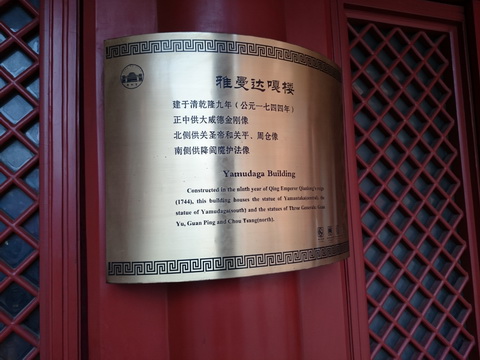 雅曼达嘎楼
建于清乾隆九年（公元一七四四年）
正中供大威德金刚像
北侧供关圣帝和关平、周仓像
南侧供降阎魔护法像
Yamudaga Building
Constructed in the ninth year of Qing Emperor Qianlong's reign
(1744), this building houses the statue of
statue of Yamudaga(south) and the statues of Three Generals, Guan
Yu, Guan Ping and Chou Tsang(north).